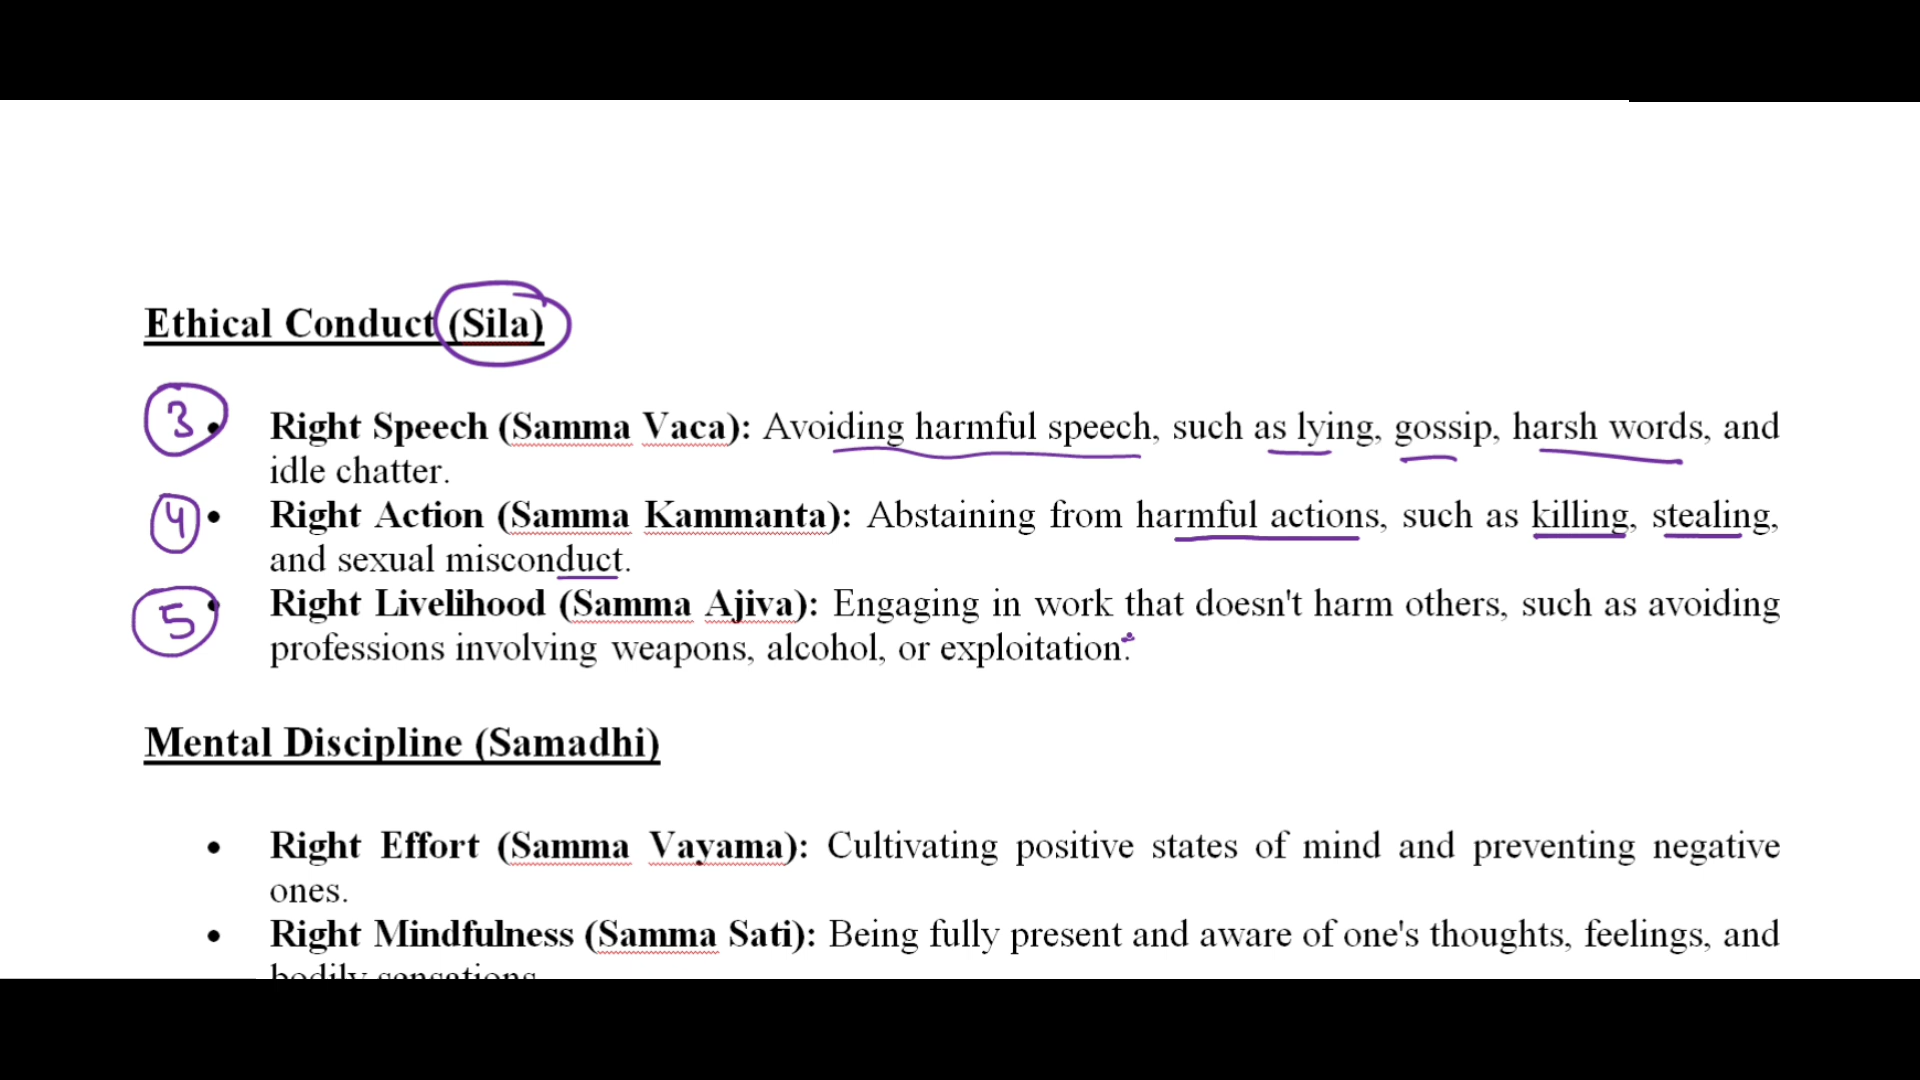 Ethical Conduct (Sila)
3 • Right Speech (Samma Vaca): Avoiding harmful speech, such as lying, gossip, harsh words, and
idle chatter.
4 • Right Action (Samma Kammanta): Abstaining from harmful actions, such as killing, stealing,
and sexual misconduct.
5 • Right Livelihood (Samma Ajiva): Engaging in work that doesn't harm others, such as avoiding
professions involving weapons, alcohol, or exploitation.
Mental Discipline (Samadhi)
• Right Effort (Samma Vayama): Cultivating positive states of mind and preventing negative
ones.
• Right Mindfulness (Samma Sati): Being fully present and aware of one's thoughts, feelings, and
bodily sensations.